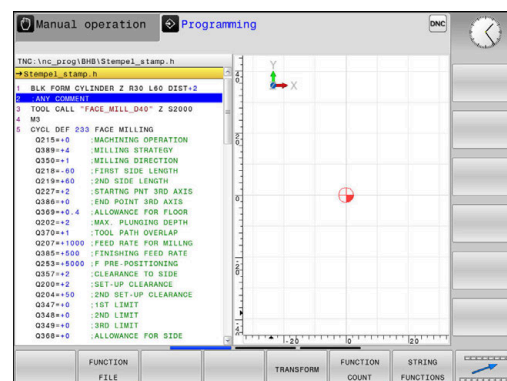 Manual operation
Programming
DNC
TNC:\nc_prog\BHB\Stempel_stamp.h
→Stempel_stamp.h
1 BLK FORM CYLINDER Z R30 L60 DIST+2
2 ;ANY COMMENT
3 TOOL CALL "FACE_MILL_D40" Z S2000
4 M3
5 CYCL DEF 233 FACE MILLING
Q215=+0 ;MACHINING OPERATION
Q389=+4 ;MILLING STRATEGY
Q350=+1 ;MILLING DIRECTION
Q218=-60 ;FIRST SIDE LENGTH
Q219=+60 ;2ND SIDE LENGTH
Q227=+2 ;STARTNG PNT 3RD AXIS
Q386=+0 ;END POINT 3RD AXIS
Q369=+0.4 ;ALLOWANCE FOR FLOOR
Q202=+2 ;MAX. PLUNGING DEPTH
Q370=+1 ;TOOL PATH OVERLAP
Q207=+1000 ;FEED RATE FOR MILLNG
Q385=+500 ;FINISHING FEED RATE
Q253=+5000 ;F PRE-POSITIONING
Q357=+2 ;CLEARANCE TO SIDE
Q200=+2 ;SET-UP CLEARANCE
Q204=+50 ;2ND SET-UP CLEARANCE
Q347=+0 ;1ST LIMIT
Q348=+0 ;2ND LIMIT
Q349=+0 ;3RD LIMIT
Q368=+0 ;ALLOWANCE FOR SIDE
Y
X
0
-20
0
20
FUNCTION
FILE
TRANSFORM
FUNCTION
COUNT
STRING
FUNCTIONS